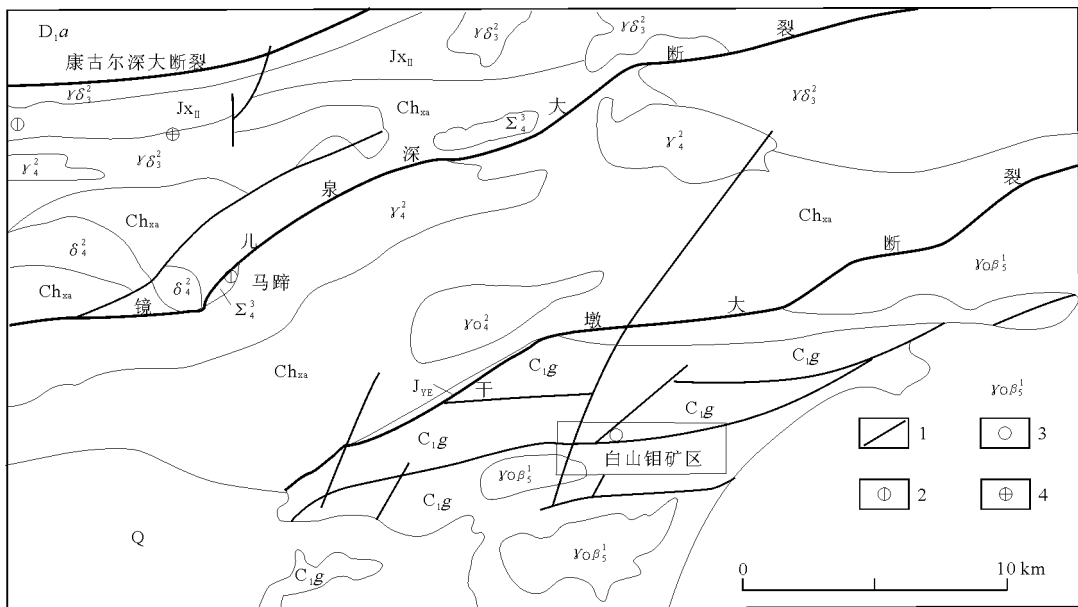 D₁a
康古尔深大断裂
γδ₃²
γδ₃²
裂
断
Jx_II
γδ₃²
Jx_II
Ch_xa
大
γδ₃²
Σ₄³
γ₄²
γ₄²
γδ₃²
深
泉
裂
Ch_xa
γ₄²
Ch_xa
儿
断
δ₄²
γοβ₅¹
Ch_xa
δ₄²
马蹄
镜
Σ₄³
大
γο₄²
墩
C₁g
C₁g
Ch_xa
J_YE
干
γοβ₅¹
C₁g
C₁g
1
3
白山钼矿区
γοβ₅¹
C₁g
2
4
Q
γοβ₅¹
C₁g
0
10 km